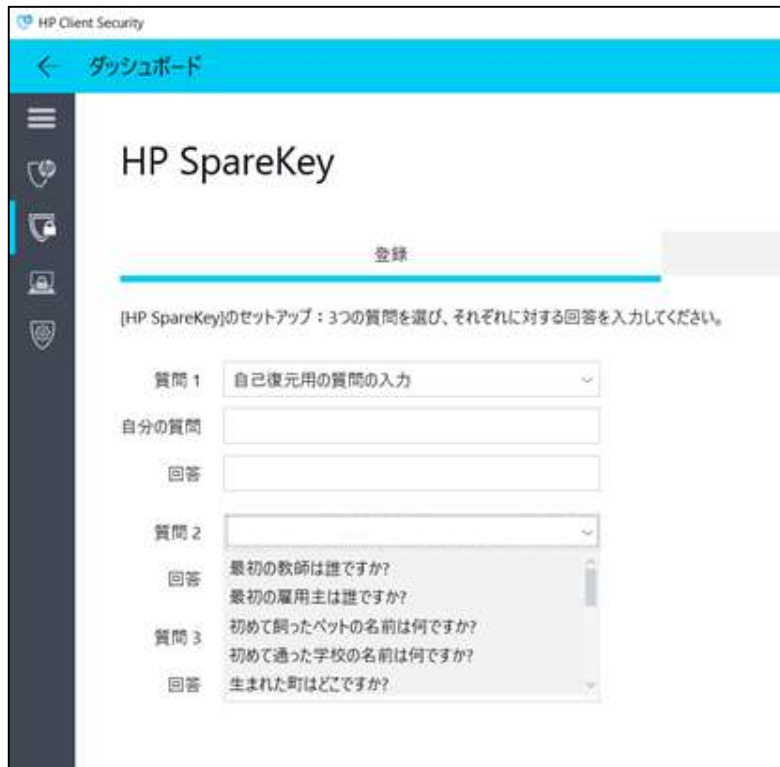 HP Client Security
ダッシュボード
HP SpareKey
登録
[HP SpareKey]のセットアップ：3つの質問を選び、それぞれに対する回答を入力してください。
質問 1 自己復元用の質問の入力
自分の質問
回答
質問 2
回答 最初の教師は誰ですか?
最初の雇用主は誰ですか?
質問 3 初めて飼ったペットの名前は何ですか?
初めて通った学校の名前は何ですか?
回答 生まれた町はどこですか?